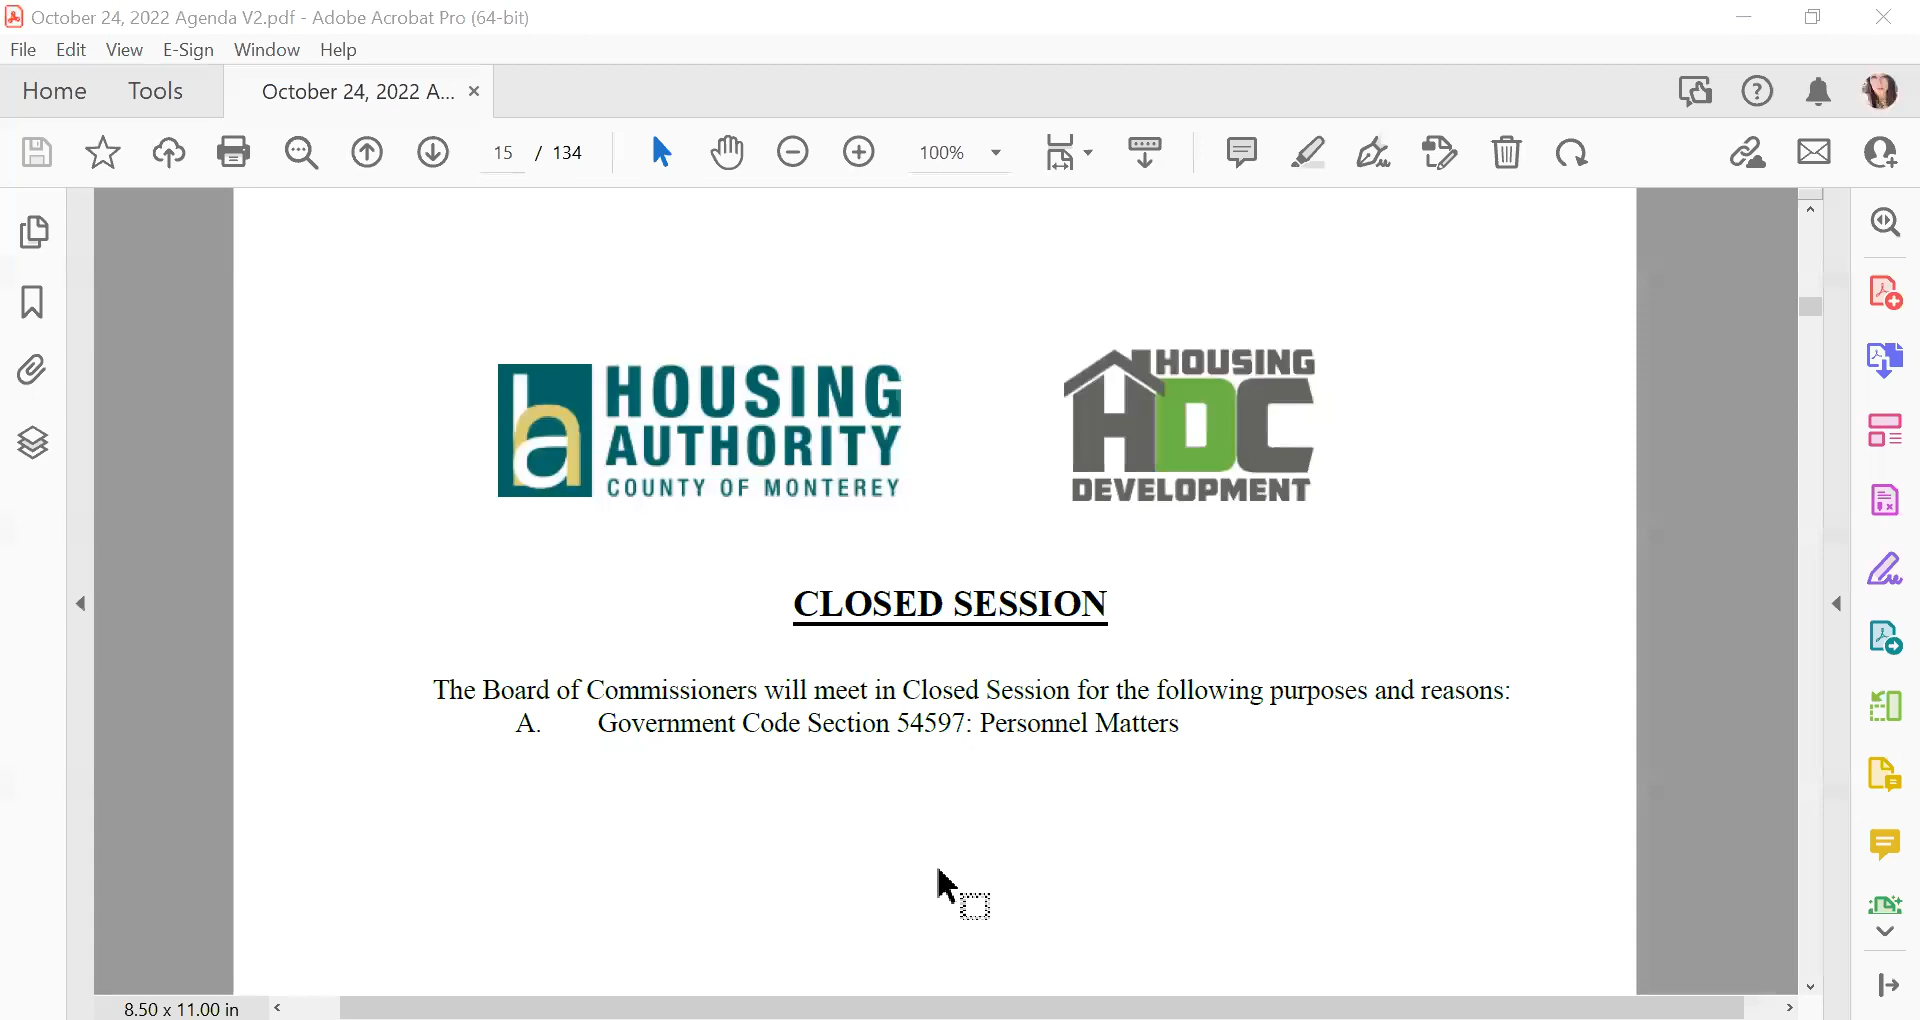 October 24, 2022 Agenda V2.pdf - Adobe Acrobat Pro (64-bit)
File Edit View E-Sign Window Help
Home Tools October 24, 2022 A... ×
15 / 134 100%
HOUSING
AUTHORITY
COUNTY OF MONTEREY
HOUSING
HDC
DEVELOPMENT
CLOSED SESSION
The Board of Commissioners will meet in Closed Session for the following purposes and reasons:
A. Government Code Section 54597: Personnel Matters
8.50 x 11.00 in